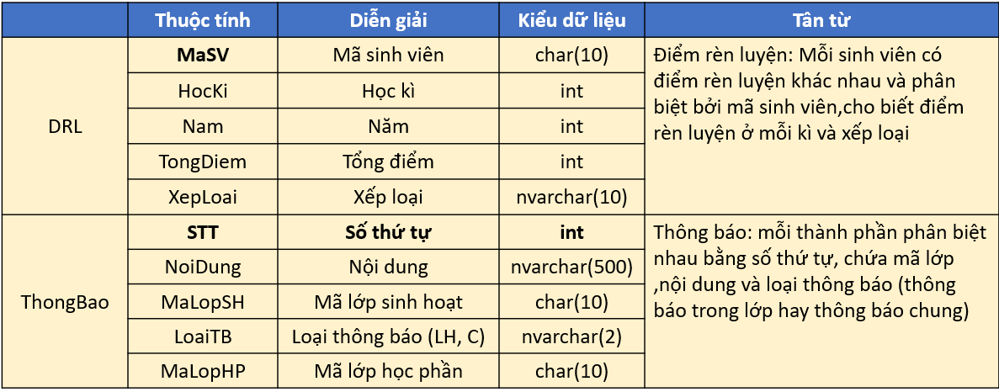 Thuộc tính Diễn giải Kiểu dữ liệu Tân từ
DRL
MaSV Mã sinh viên char(10)
HocKi Học kì int
Nam Năm int
TongDiem Tổng điểm int
XepLoai Xếp loại nvarchar(10)
Điểm rèn luyện: Mỗi sinh viên có
điểm rèn luyện khác nhau và phân
biệt bởi mã sinh viên,cho biết điểm
rèn luyện ở mỗi kì và xếp loại
ThongBao
STT Số thứ tự int
NoiDung Nội dung nvarchar(500)
MaLopSH Mã lớp sinh hoạt char(10)
LoaiTB Loại thông báo (LH, C) nvarchar(2)
MaLopHP Mã lớp học phần char(10)
Thông báo: mỗi thành phần phân biệt
nhau bằng số thứ tự, chứa mã lớp
,nội dung và loại thông báo (thông
báo trong lớp hay thông báo chung)